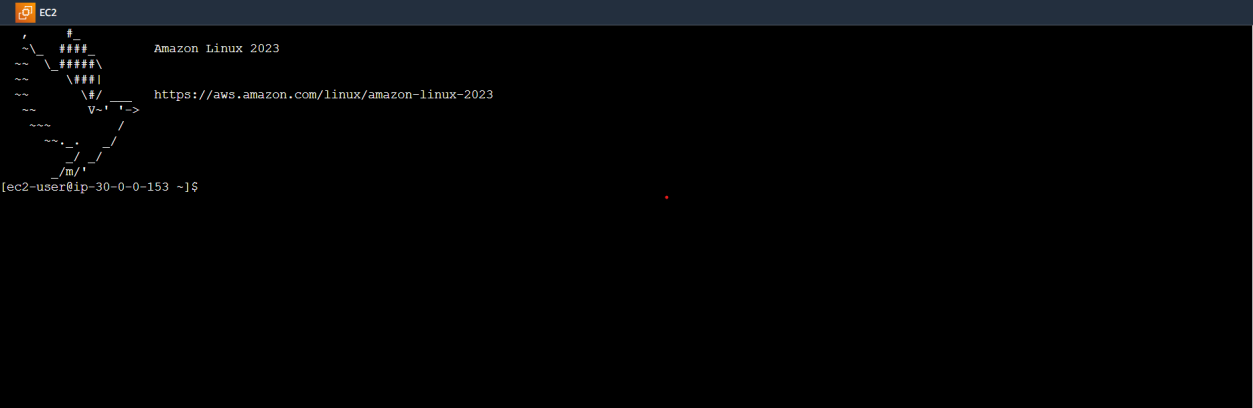 EC2
   ,     #_
   ~\_  ####_        Amazon Linux 2023
  ~~  \_#####\
  ~~     \###|
  ~~       \#/ ___   https://aws.amazon.com/linux/amazon-linux-2023
   ~~       V~' '->
    ~~~         /
      ~~._.   _/
         _/ _/
       _/m/'
[ec2-user@ip-30-0-0-153 ~]$